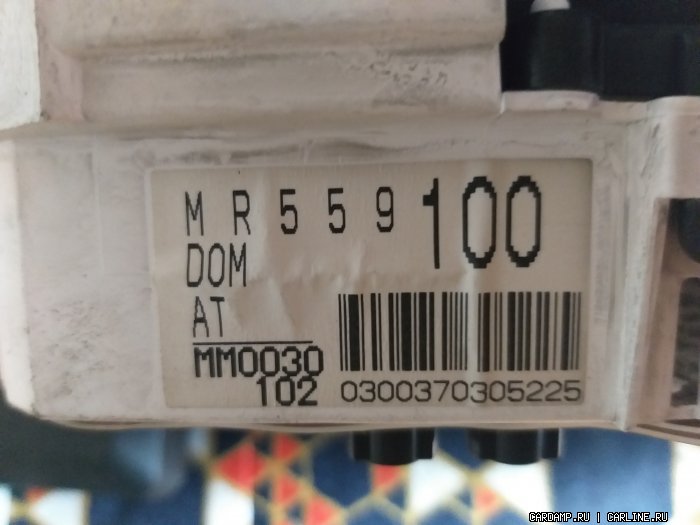 MR559100
DOM
AT
MM0030
102 0300370305225
CARDAMP.RU | CARLINE.RU